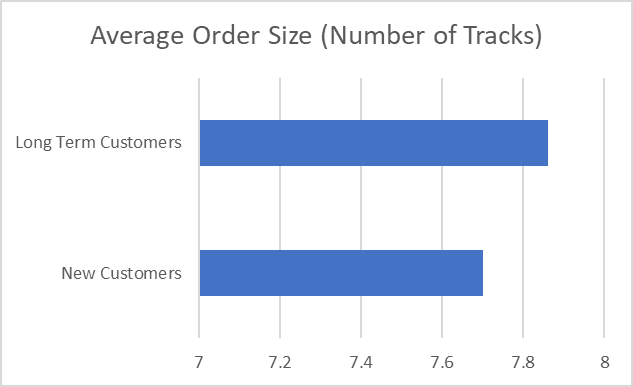 Average Order Size (Number of Tracks)
Long Term Customers
New Customers
7 7.2 7.4 7.6 7.8 8